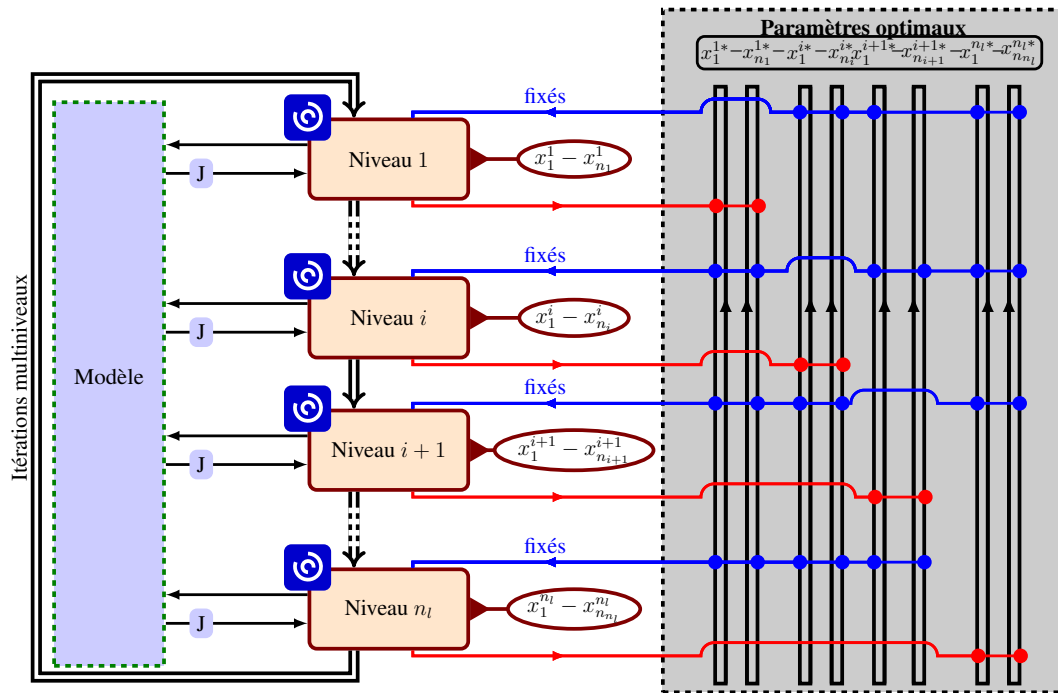 Paramètres optimaux
x_1^{1*} − x_{n_1}^{1*} − x_1^{i*} − x_{n_i}^{i*} x_1^{i+1*} − x_{n_{i+1}}^{i+1*} − x_1^{n_l*} − x_{n_{n_l}}^{n_l*}
fixés
Niveau 1
x_1^1 − x_{n_1}^1
J
fixés
Niveau i
x_1^i − x_{n_i}^i
J
Modèle
Itérations multiniveaux
fixés
Niveau i + 1
x_1^{i+1} − x_{n_{i+1}}^{i+1}
J
fixés
Niveau n_l
x_1^{n_l} − x_{n_{n_l}}^{n_l}
J